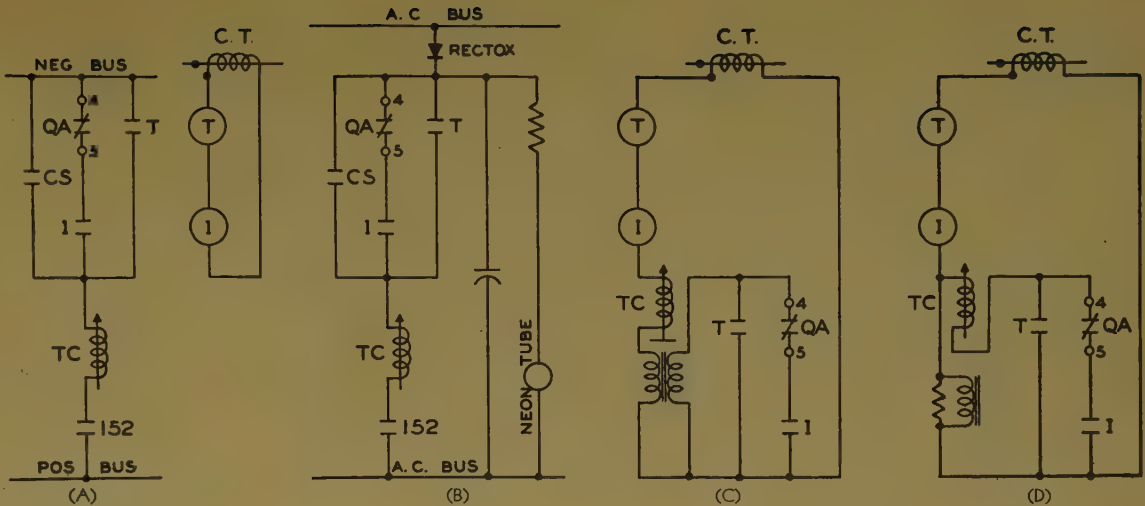 C.T.
NEG BUS
4
QA
T
5
CS
1
TC
152
POS BUS
(A)
T
I
A.C BUS
RECTOX
4
QA
T
5
CS
1
TC
152
NEON TUBE
A.C. BUS
(B)
C.T.
T
I
TC
T
4
QA
5
I
(C)
C.T.
T
I
TC
T
4
QA
5
I
(D)